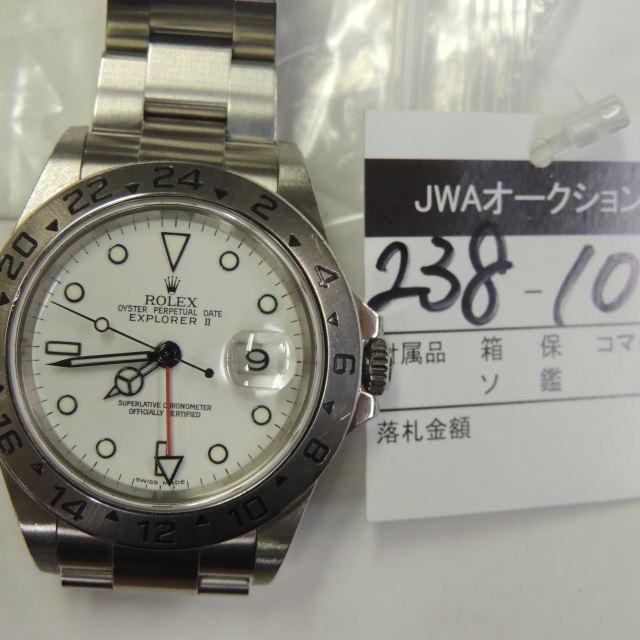 24
2
4
6
8
10
12
14
16
20
22
ROLEX
OYSTER PERPETUAL DATE
EXPLORER II
9
SUPERLATIVE CHRONOMETER
OFFICIALLY CERTIFIED
SWISS MADE
JWAオークション
238-10
付属品 箱 保 コマ
ソ 鑑
落札金額